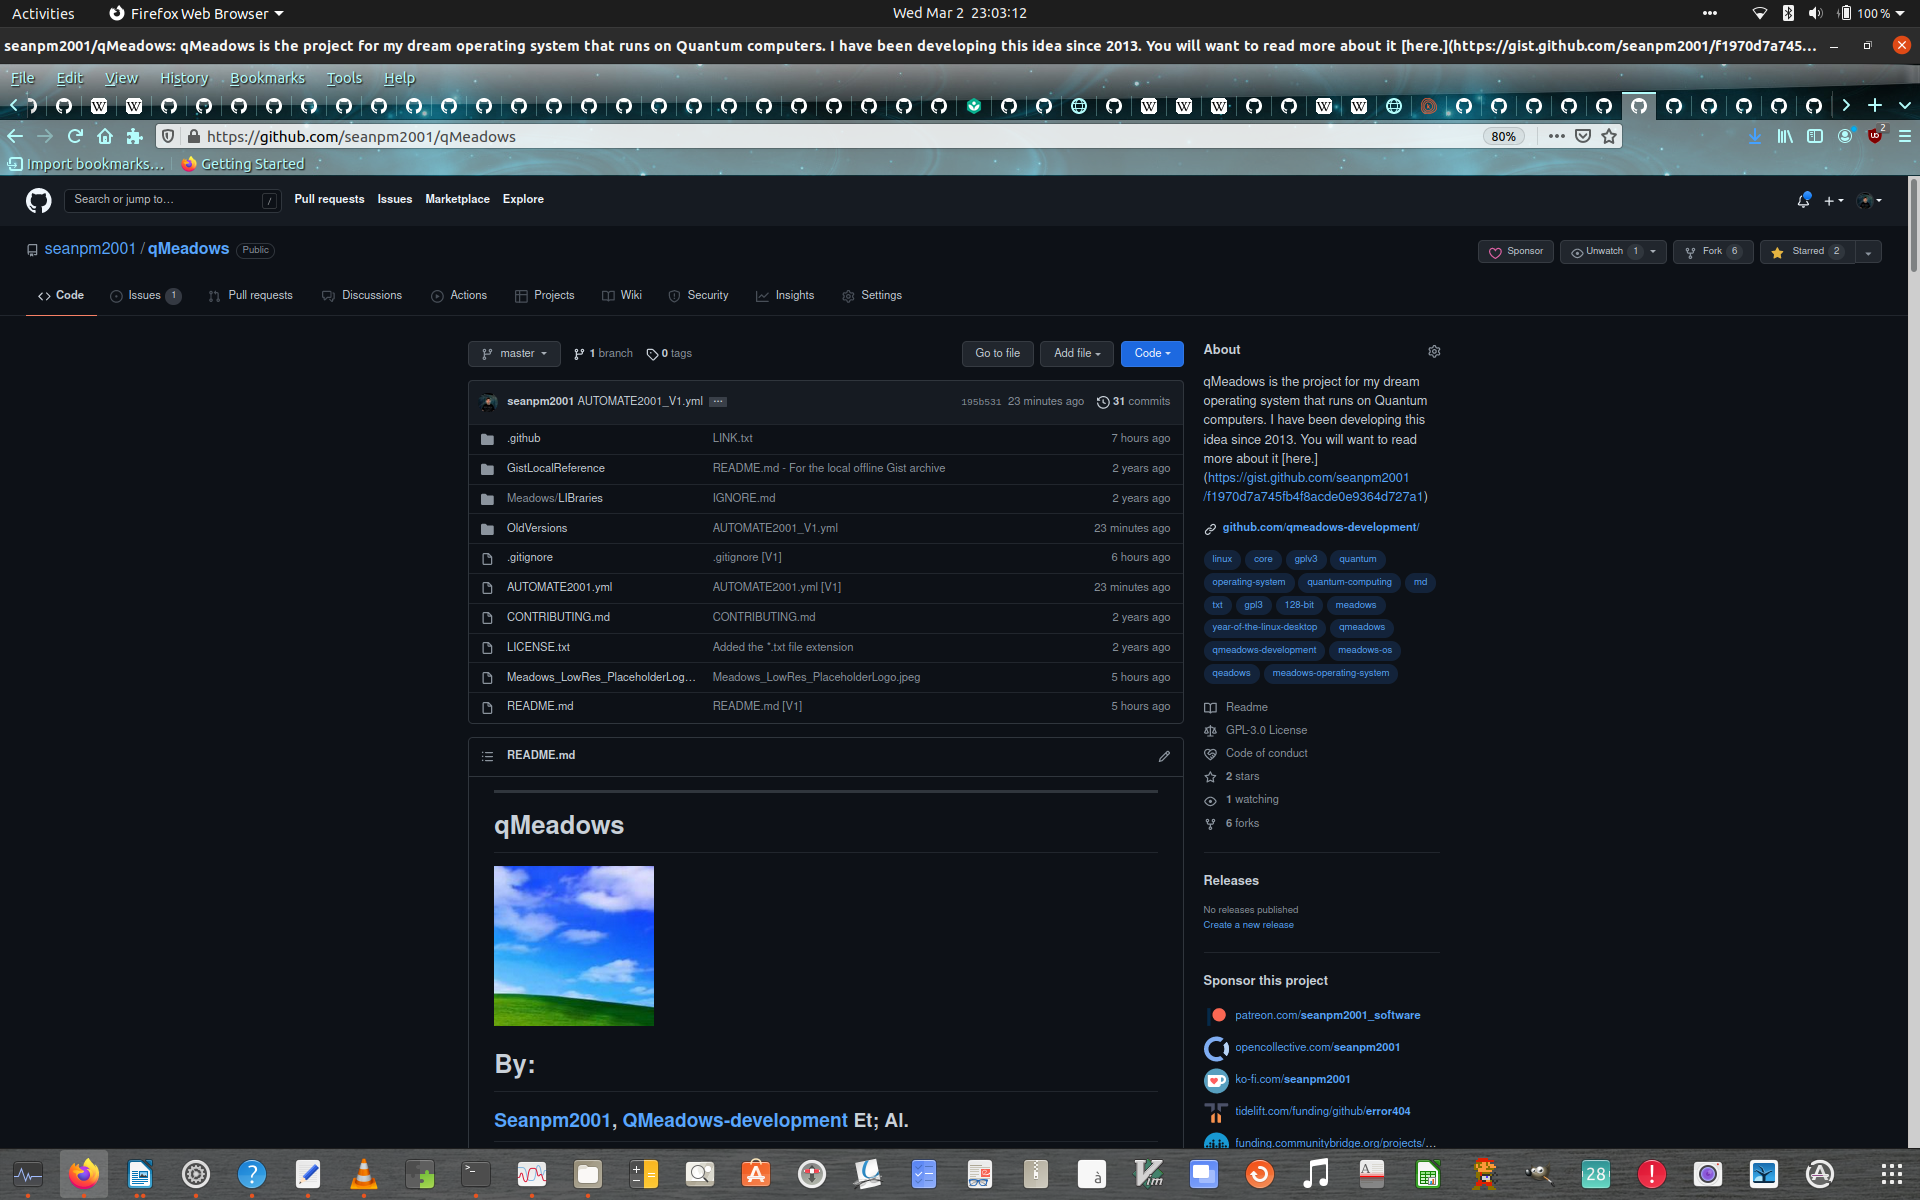 Activities
Firefox Web Browser
Wed Mar 2 23:03:12
100 %
seanpm2001/qMeadows: qMeadows is the project for my dream operating system that runs on Quantum computers. I have been developing this idea since 2013. You will want to read more about it [here.](https://gist.github.com/seanpm2001/f1970d7a745...
File Edit View History Bookmarks Tools Help
https://github.com/seanpm2001/qMeadows
80%
2
Import bookmarks...
Getting Started
Search or jump to...
/
Pull requests
Issues
Marketplace
Explore
seanpm2001 / qMeadows
Public
Sponsor
Unwatch 1
Fork 6
Starred 2
Code
Issues 1
Pull requests
Discussions
Actions
Projects
Wiki
Security
Insights
Settings
master
1 branch
0 tags
Go to file
Add file
Code
seanpm2001 AUTOMATE2001_V1.yml
195b531 23 minutes ago
31 commits
.github LINK.txt 7 hours ago
GistLocalReference README.md - For the local offline Gist archive 2 years ago
Meadows/LIBraries IGNORE.md 2 years ago
OldVersions AUTOMATE2001_V1.yml 23 minutes ago
.gitignore .gitignore [V1] 6 hours ago
AUTOMATE2001.yml AUTOMATE2001.yml [V1] 23 minutes ago
CONTRIBUTING.md CONTRIBUTING.md 2 years ago
LICENSE.txt Added the *.txt file extension 2 years ago
Meadows_LowRes_PlaceholderLog... Meadows_LowRes_PlaceholderLogo.jpeg 5 hours ago
README.md README.md [V1] 5 hours ago
README.md
qMeadows
By:
Seanpm2001, QMeadows-development Et; Al.
About
qMeadows is the project for my dream
operating system that runs on Quantum
computers. I have been developing this
idea since 2013. You will want to read
more about it [here.]
(https://gist.github.com/seanpm2001
/f1970d7a745fb4f8acde0e9364d727a1)
github.com/qmeadows-development/
linux core gplv3 quantum
operating-system quantum-computing md
txt gpl3 128-bit meadows
year-of-the-linux-desktop qmeadows
qmeadows-development meadows-os
qeadows meadows-operating-system
Readme
GPL-3.0 License
Code of conduct
2 stars
1 watching
6 forks
Releases
No releases published
Create a new release
Sponsor this project
patreon.com/seanpm2001_software
opencollective.com/seanpm2001
ko-fi.com/seanpm2001
tidelift.com/funding/github/error404
funding.communitybridge.org/projects/...
28